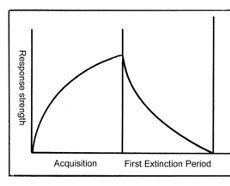 Response strength
Acquisition
First Extinction Period